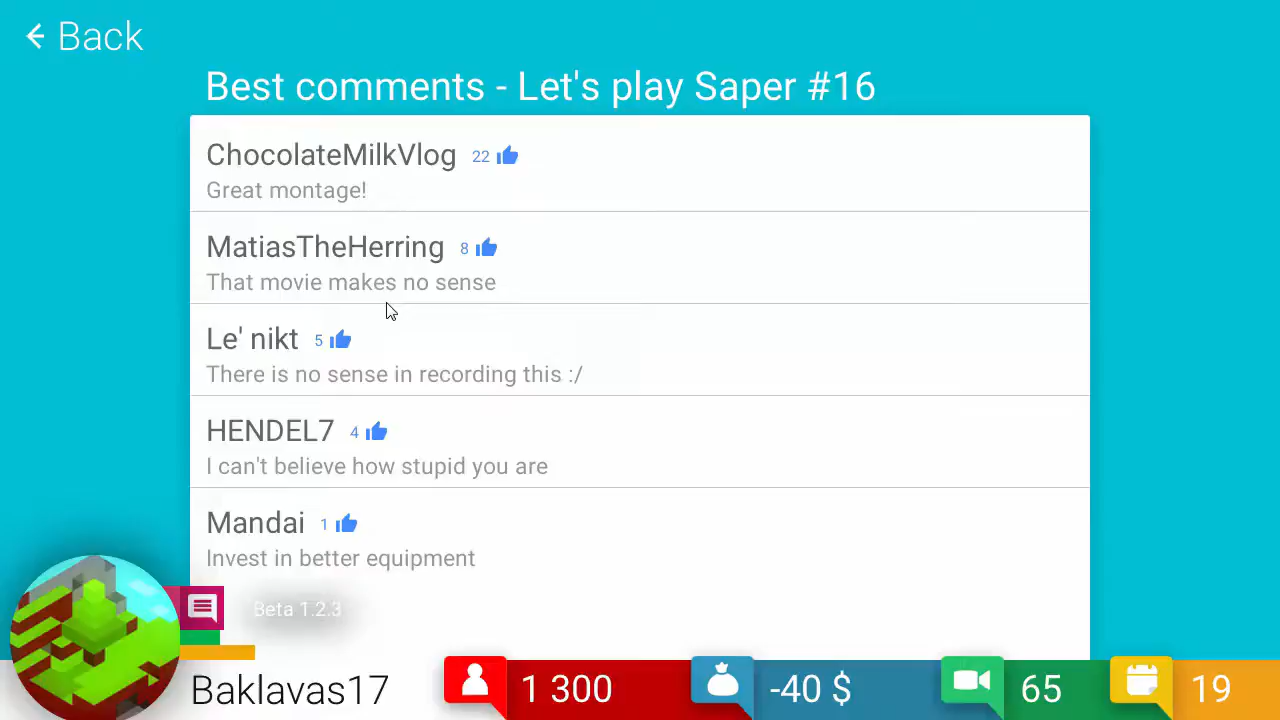 Back
Best comments - Let's play Saper #16
ChocolateMilkVlog 22
Great montage!
MatiasTheHerring 8
That movie makes no sense
Le' nikt 5
There is no sense in recording this :/
HENDEL7 4
I can't believe how stupid you are
Mandai 1
Invest in better equipment
Beta 1.2.3
Baklavas17 1 300 -40 $ 65 19